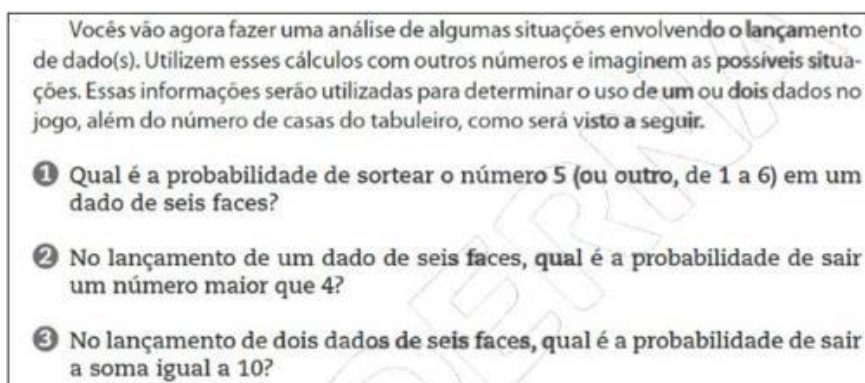 Vocês vão agora fazer uma análise de algumas situações envolvendo o lançamento
de dado(s). Utilizem esses cálculos com outros números e imaginem as possíveis situa-
ções. Essas informações serão utilizadas para determinar o uso de um ou dois dados no
jogo, além do número de casas do tabuleiro, como será visto a seguir.
1 Qual é a probabilidade de sortear o número 5 (ou outro, de 1 a 6) em um
dado de seis faces?
2 No lançamento de um dado de seis faces, qual é a probabilidade de sair
um número maior que 4?
3 No lançamento de dois dados de seis faces, qual é a probabilidade de sair
a soma igual a 10?